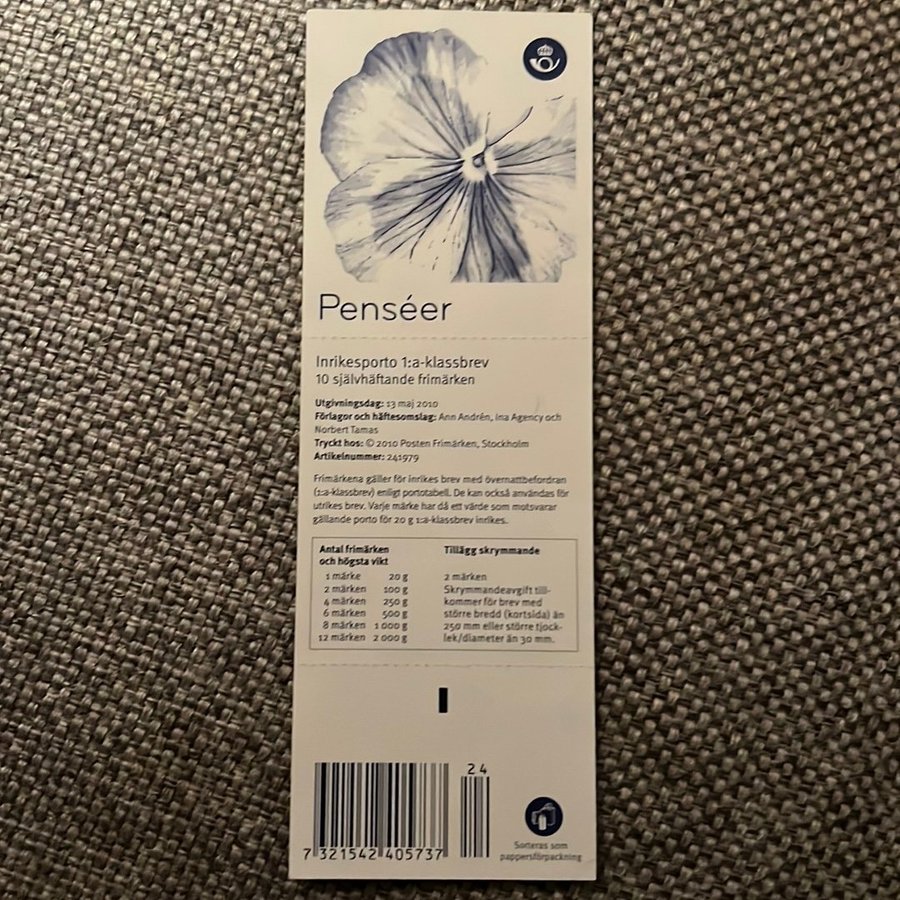 Penséer
Inrikesporto 1:a-klassbrev
10 självhäftande frimärken
Utgivningsdag: 13 maj 2010
Förlagor och häftesomslag: Ann Andrén, Ina Agency och
Norbert Tamas
Tryckt hos: © 2010 Posten Frimärken, Stockholm
Artikelnummer: 241979
Frimärkena gäller för inrikes brev med övernattbefordran
(1:a-klassbrev) enligt portotabell. De kan också användas för
utrikes brev. Varje märke har då ett värde som motsvarar
gällande porto för 20 g 1:a-klassbrev inrikes.
Antal frimärken
och högsta vikt
1 märke 20 g
2 märken 100 g
4 märken 250 g
6 märken 500 g
8 märken 1 000 g
12 märken 2 000 g
Tillägg skrymmande
2 märken
Skrymmandeavgift till-
kommer för brev med
större bredd (kortsida) än
250 mm eller större tjock-
lek/diameter än 30 mm.
24
7 321542 405737
Sorteras som
pappersförpackning